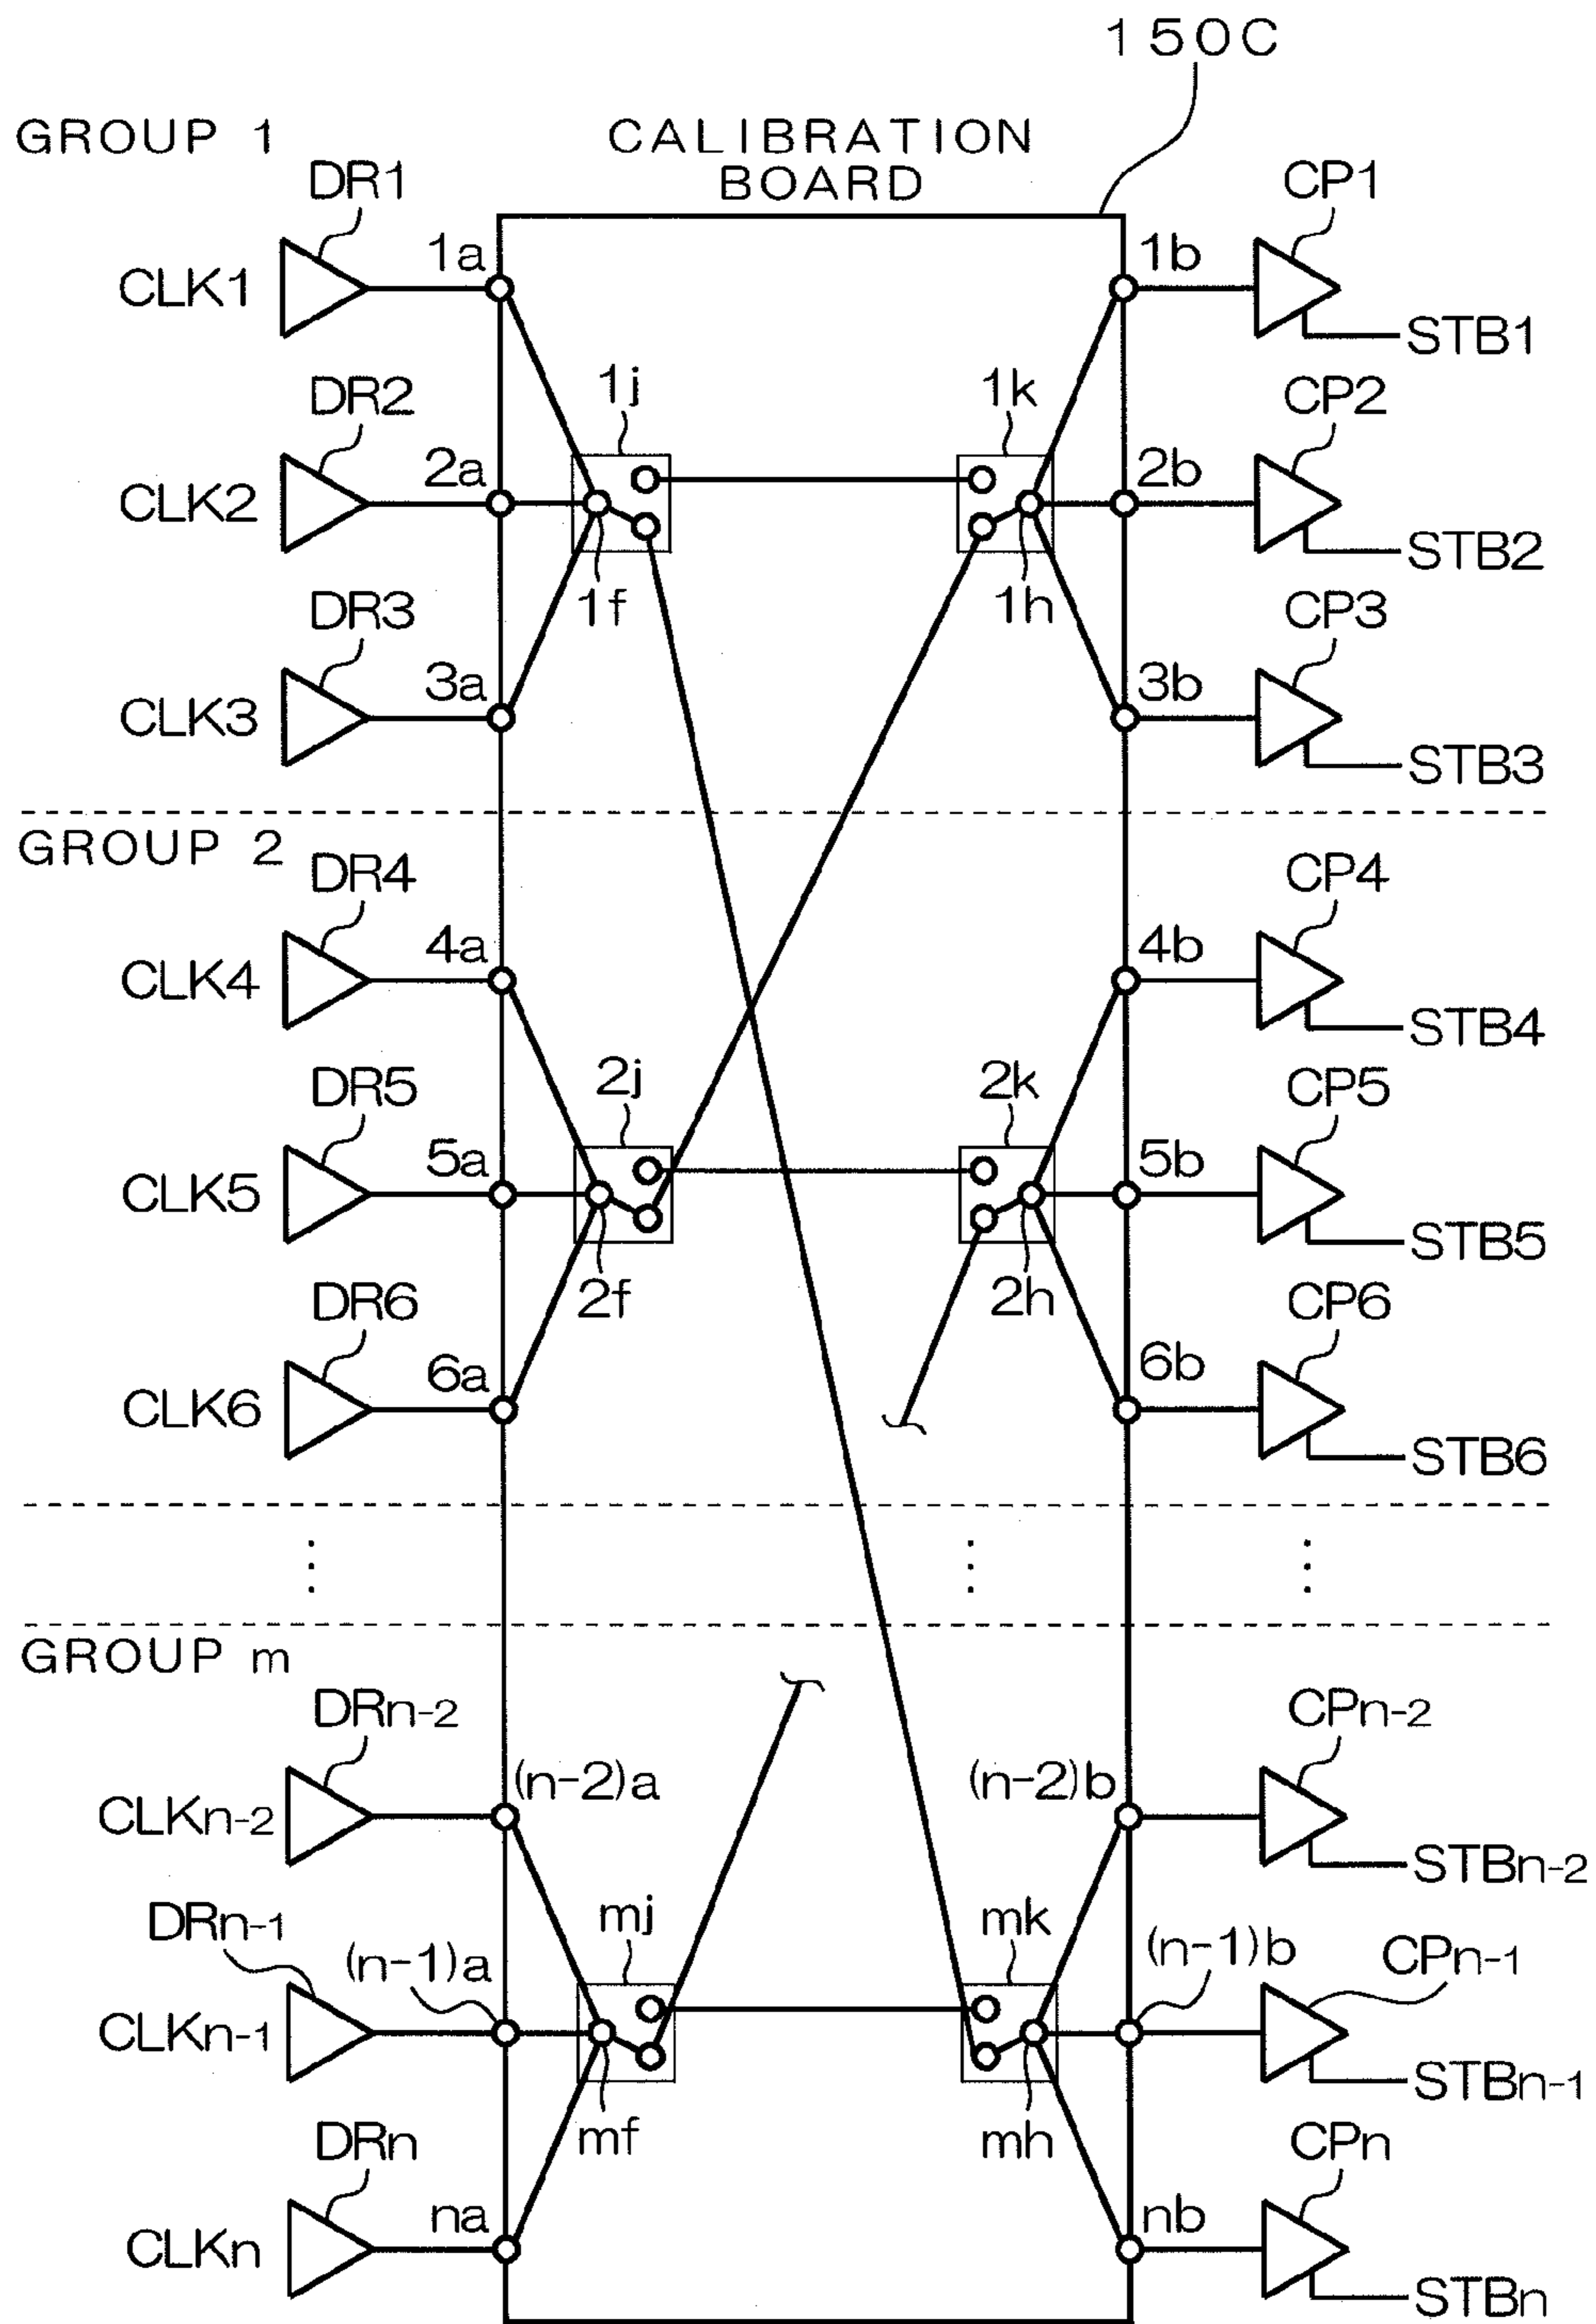 150C
GROUP 1
CALIBRATION
BOARD
DR1
CP1
1a
1b
CLK1
STB1
DR2
1j
1k
CP2
2a
2b
CLK2
STB2
DR3
1f
1h
CP3
3a
3b
CLK3
STB3
GROUP 2
DR4
CP4
4a
4b
CLK4
STB4
DR5
2j
2k
CP5
5a
5b
CLK5
STB5
DR6
2f
2h
CP6
6a
6b
CLK6
STB6
GROUP m
DRn-2
CPn-2
(n-2)a
(n-2)b
CLKn-2
STBn-2
DRn-1
mj
mk
(n-1)a
(n-1)b
CPn-1
CLKn-1
STBn-1
DRn
mf
mh
CPn
na
nb
CLKn
STBn